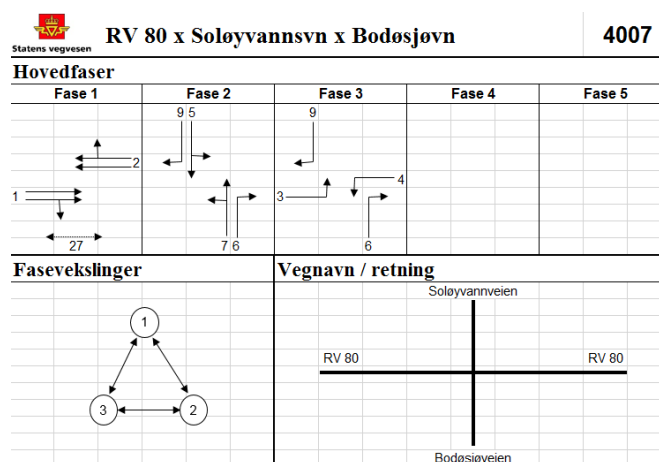 Statens vegvesen
RV 80 x Soløyvannsvn x Bodøsjøvn
4007
Hovedfaser
Fase 1 Fase 2 Fase 3 Fase 4 Fase 5
9 5 9
2
4
1 3
27 7 6 6
Fasevekslinger Vegnavn / retning
Soløyvannveien
1
RV 80 RV 80
3 2
Bodøsjøveien